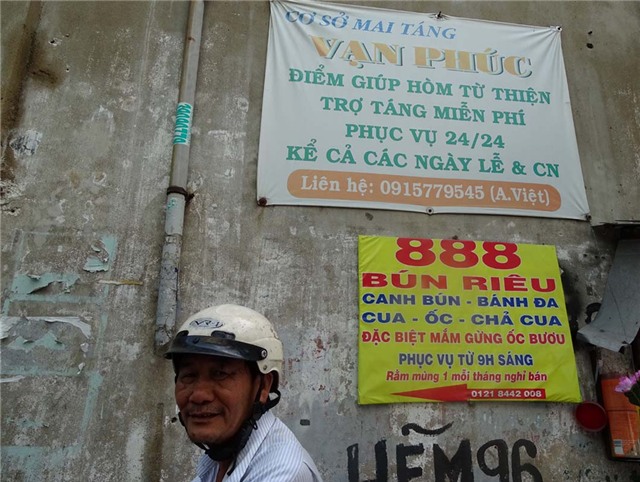 CƠ SỞ MAI TÁNG
VẠN PHÚC
ĐIỂM GIÚP HÒM TỪ THIỆN
TRỢ TÁNG MIỄN PHÍ
PHỤC VỤ 24/24
KỂ CẢ CÁC NGÀY LỄ & CN
Liên hệ: 0915779545 (A.Việt)
888
BÚN RIÊU
CANH BÚN - BÁNH ĐA
CUA - ỐC - CHẢ CUA
ĐẶC BIỆT MẮM GỪNG ỐC BƯƠU
PHỤC VỤ TỪ 9H SÁNG
Rằm mùng 1 mỗi tháng nghỉ bán
0121 8442 008
HẺM 96